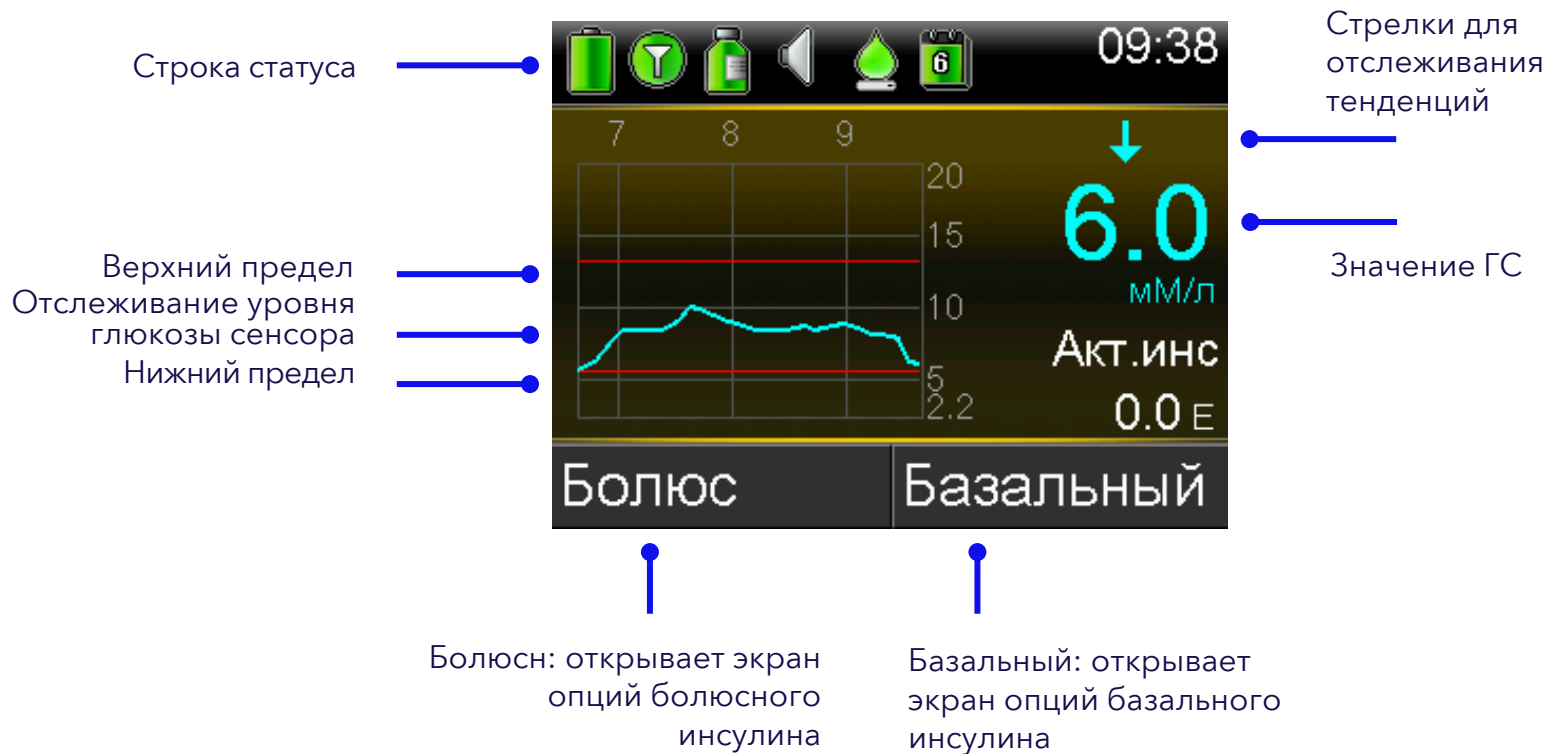 Строка статуса
6
09:38
Стрелки для
отслеживания
тенденций
7 8 9
20
15
10
5
2.2
6.0
мМ/л
Акт.инс
0.0 E
Верхний предел
Отслеживание уровня
глюкозы сенсора
Нижний предел
Значение ГС
Болюс
Базальный
Болюсн: открывает экран
опций болюсного
инсулина
Базальный: открывает
экран опций базального
инсулина